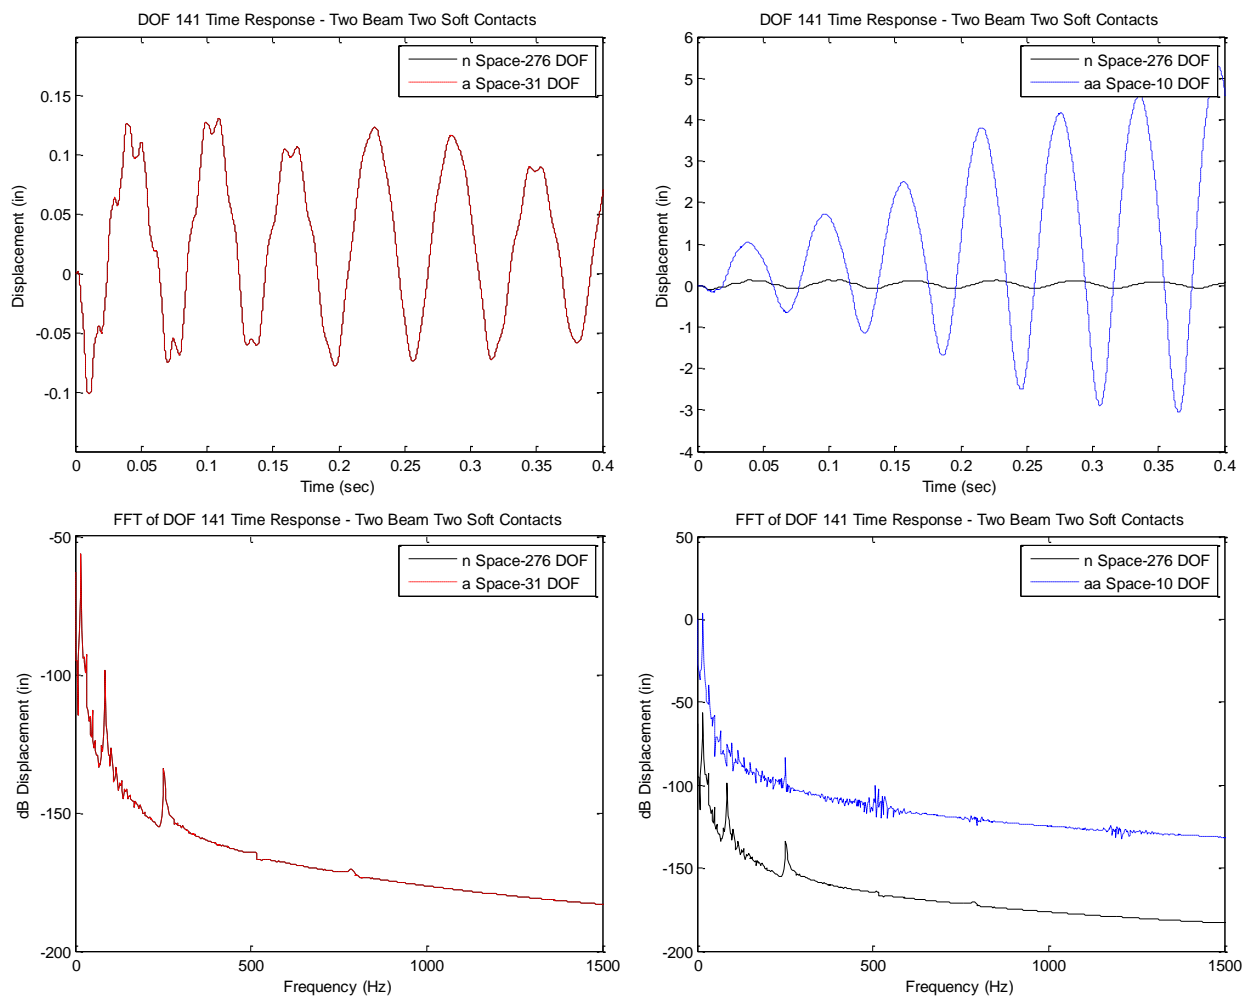 DOF 141 Time Response - Two Beam Two Soft Contacts
n Space-276 DOF
a Space-31 DOF
0.15
0.1
0.05
0
-0.05
-0.1
Displacement (in)
0 0.05 0.1 0.15 0.2 0.25 0.3 0.35 0.4
Time (sec)
DOF 141 Time Response - Two Beam Two Soft Contacts
n Space-276 DOF
aa Space-10 DOF
6
5
4
3
2
1
0
-1
-2
-3
-4
Displacement (in)
0 0.05 0.1 0.15 0.2 0.25 0.3 0.35 0.4
Time (sec)
FFT of DOF 141 Time Response - Two Beam Two Soft Contacts
n Space-276 DOF
a Space-31 DOF
-50
-100
-150
-200
dB Displacement (in)
0 500 1000 1500
Frequency (Hz)
FFT of DOF 141 Time Response - Two Beam Two Soft Contacts
n Space-276 DOF
aa Space-10 DOF
50
0
-50
-100
-150
-200
dB Displacement (in)
0 500 1000 1500
Frequency (Hz)